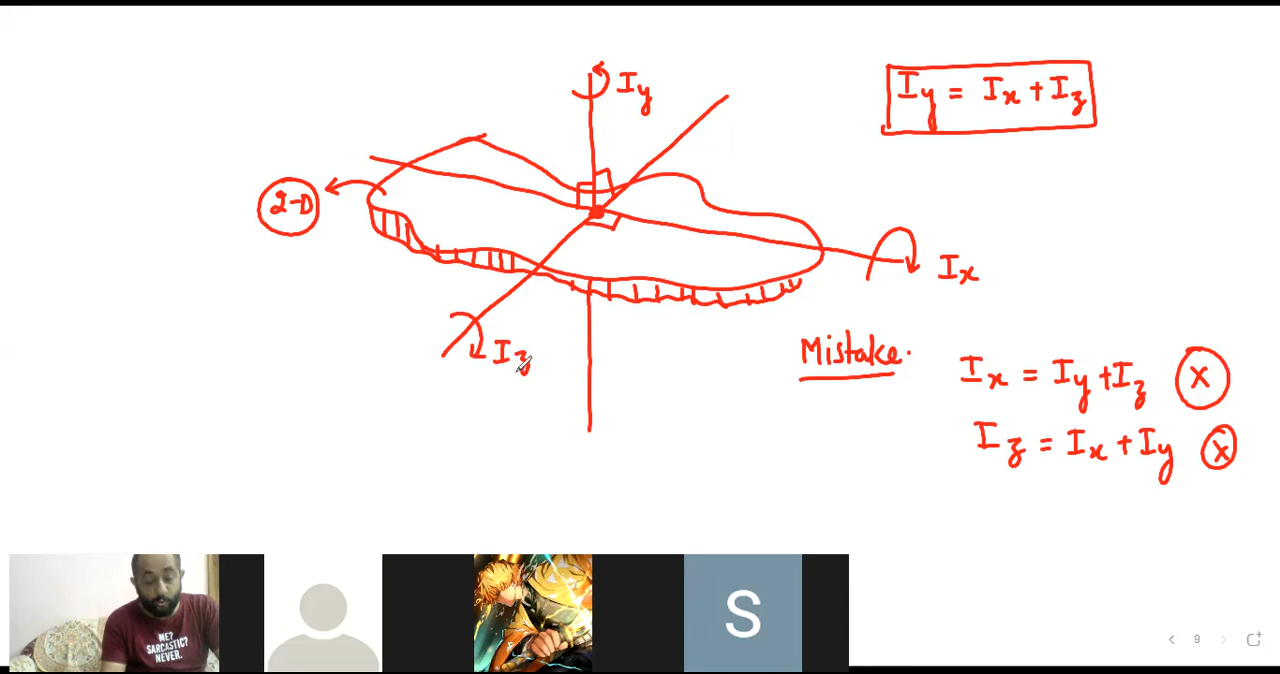 Iy
Iy = Ix + Iz
2-D
Ix
Iz
Mistake.
Ix = Iy + Iz X
Iz = Ix + Iy X
ME?
SARCASTIC?
NEVER.
S
9